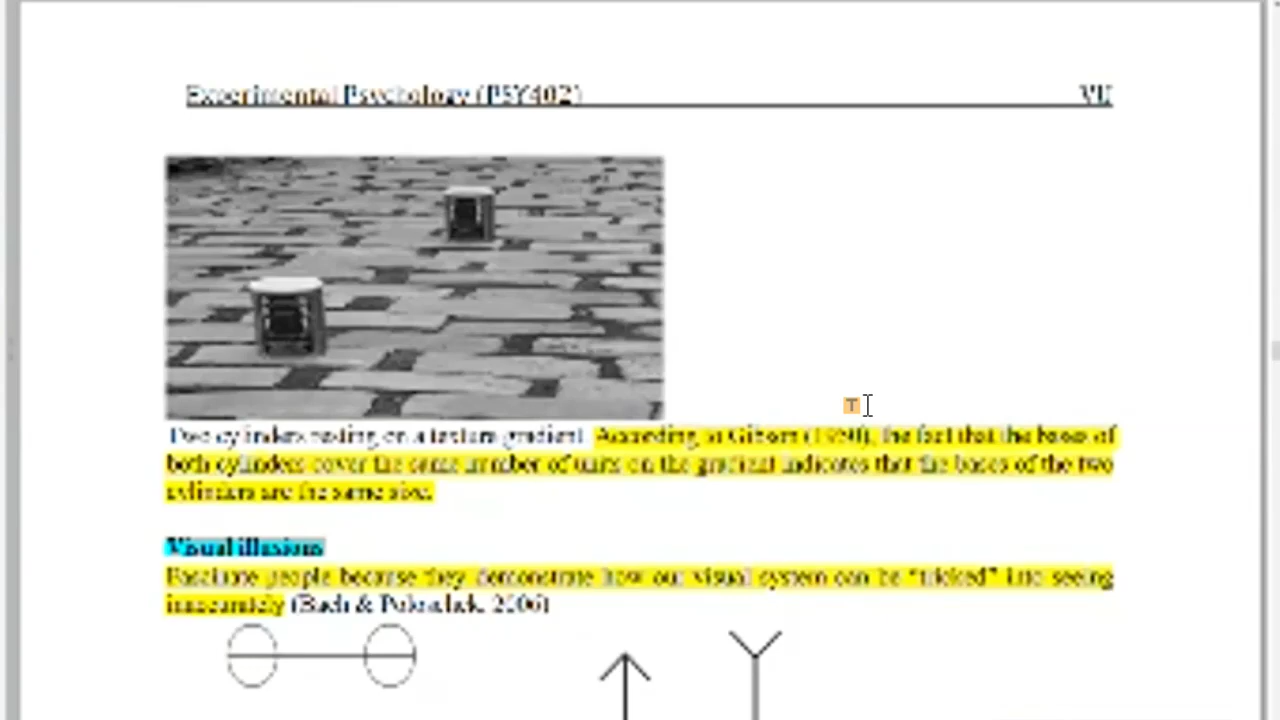 Experimental Psychology (PSY402) VU
Two cylinders resting on a texture gradient. According to Gibson (1950), the fact that the bases of
both cylinders cover the same number of units on the gradient indicates that the bases of the two
cylinders are the same size.
Visual illusions
Fascinate people because they demonstrate how our visual system can be “tricked” into seeing
inaccurately (Bach & Poloschek, 2006)
T